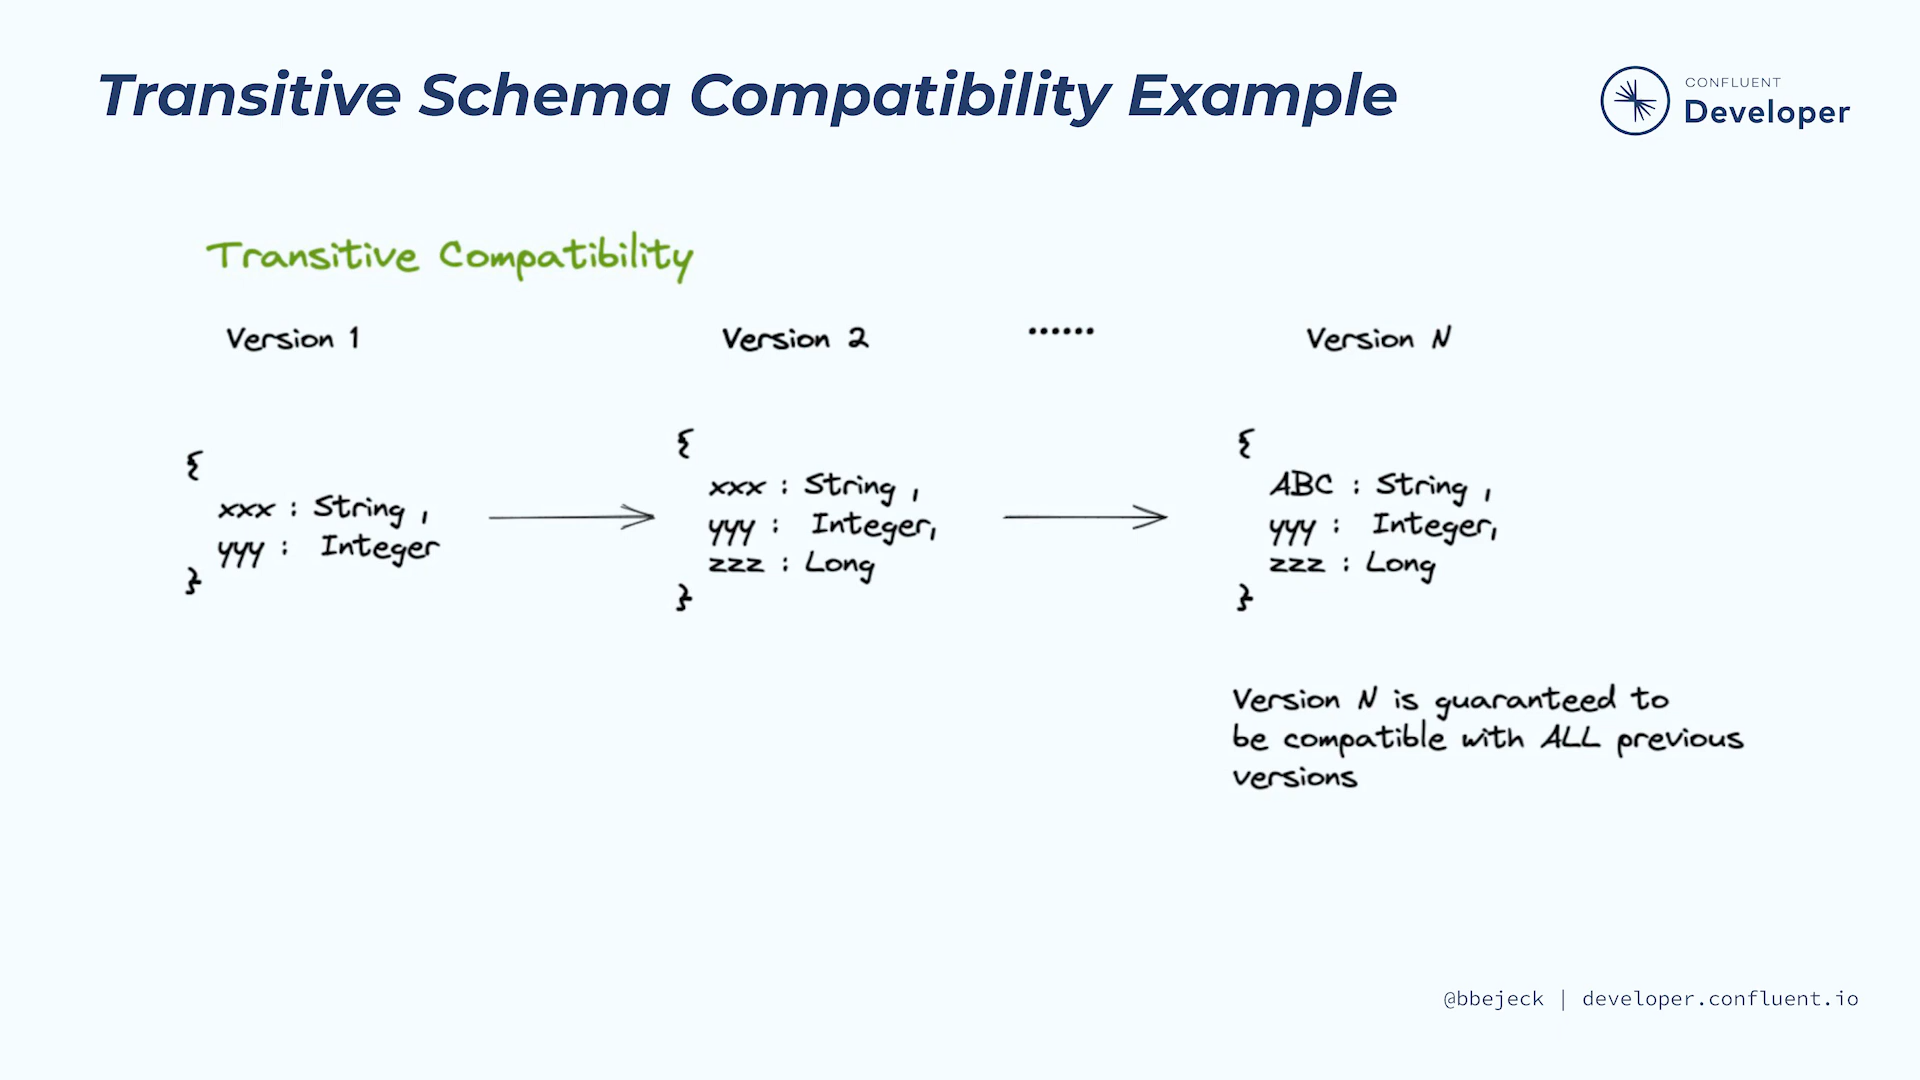 Transitive Schema Compatibility Example
CONFLUENT
Developer
Transitive Compatibility
Version 1
Version 2
......
Version N
{
xxx : String ,
yyy : Integer
}
{
xxx : String ,
yyy : Integer,
zzz : Long
}
{
ABC : String ,
yyy : Integer,
zzz : Long
}
Version N is guaranteed to
be compatible with ALL previous
versions
@bbejeck | developer.confluent.io